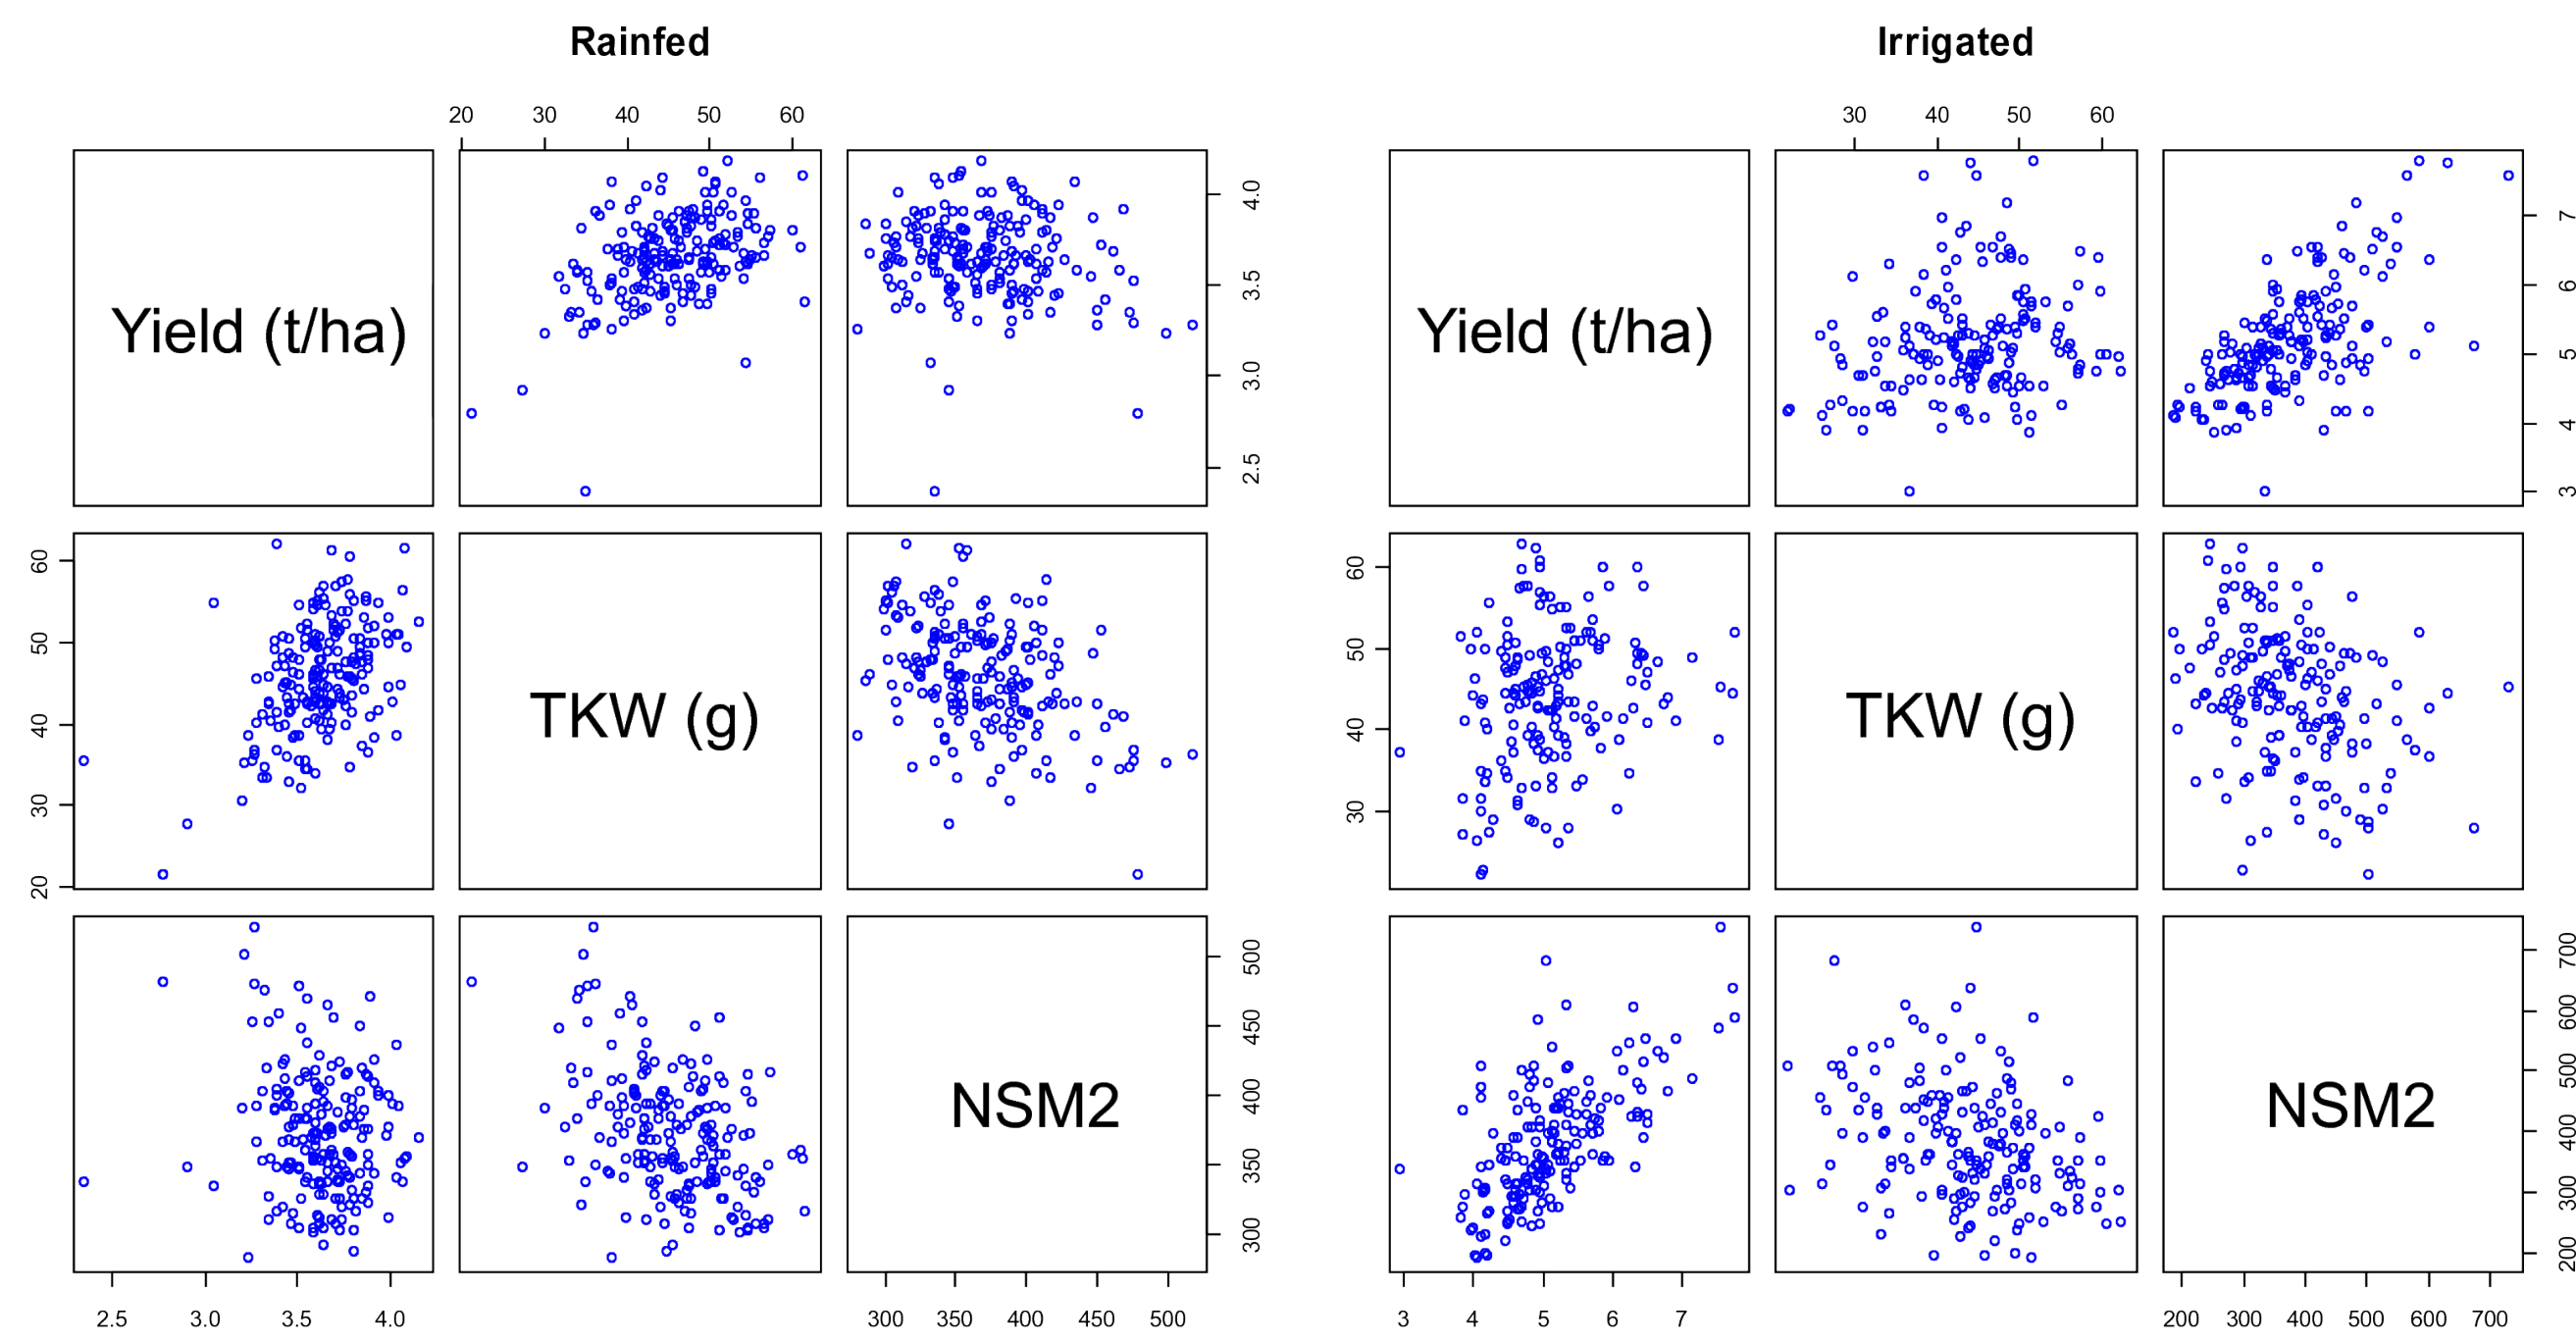 Rainfed Irrigated
20 30 40 50 60 30 40 50 60
Yield (t/ha) 2.5 3.0 3.5 4.0 Yield (t/ha) 3 4 5 6 7
20 30 40 50 60 TKW (g) 30 40 50 60 TKW (g)
NSM2 300 350 400 450 500 NSM2 200 300 400 500 600 700
2.5 3.0 3.5 4.0 300 350 400 450 500 3 4 5 6 7 200 300 400 500 600 700